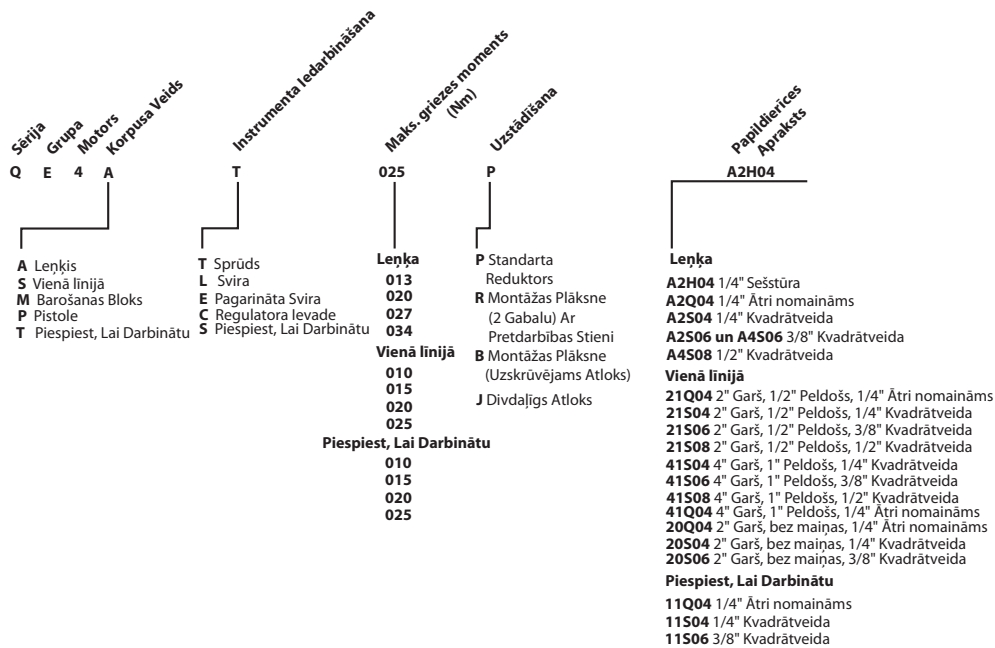 Sērija
Grupa
Motors
Korpusa Veids
Instrumenta Iedarbināšana
Maks. griezes moments
(Nm)
Uzstādīšana
Papildierīces
Apraksts
Q E 4 A T 025 P A2H04
A Leņķis
S Vienā līnijā
M Barošanas Bloks
P Pistole
T Piespiest, Lai Darbinātu
T Sprūds
L Svira
E Pagarināta Svira
C Regulatora Ievade
S Piespiest, Lai Darbinātu
Leņķa
013
020
027
034
Vienā līnijā
010
015
020
025
Piespiest, Lai Darbinātu
010
015
020
025
P Standarta
Reduktors
R Montāžas Plāksne
(2 Gabalu) Ar
Pretdarbības Stieni
B Montāžas Plāksne
(Uzskrūvējams Atloks)
J Divdaļīgs Atloks
Leņķa
A2H04 1/4" Sešstūra
A2Q04 1/4" Ātri nomaināms
A2S04 1/4" Kvadrātveida
A2S06 un A4S06 3/8" Kvadrātveida
A4S08 1/2" Kvadrātveida
Vienā līnijā
21Q04 2" Garš, 1/2" Peldošs, 1/4" Ātri nomaināms
21S04 2" Garš, 1/2" Peldošs, 1/4" Kvadrātveida
21S06 2" Garš, 1/2" Peldošs, 3/8" Kvadrātveida
21S08 2" Garš, 1/2" Peldošs, 1/2" Kvadrātveida
41S04 4" Garš, 1" Peldošs, 1/4" Kvadrātveida
41S06 4" Garš, 1" Peldošs, 3/8" Kvadrātveida
41S08 4" Garš, 1" Peldošs, 1/2" Kvadrātveida
41Q04 4" Garš, 1" Peldošs, 1/4" Ātri nomaināms
20Q04 2" Garš, bez maiņas, 1/4" Ātri nomaināms
20S04 2" Garš, bez maiņas, 1/4" Kvadrātveida
20S06 2" Garš, bez maiņas, 3/8" Kvadrātveida
Piespiest, Lai Darbinātu
11Q04 1/4" Ātri nomaināms
11S04 1/4" Kvadrātveida
11S06 3/8" Kvadrātveida